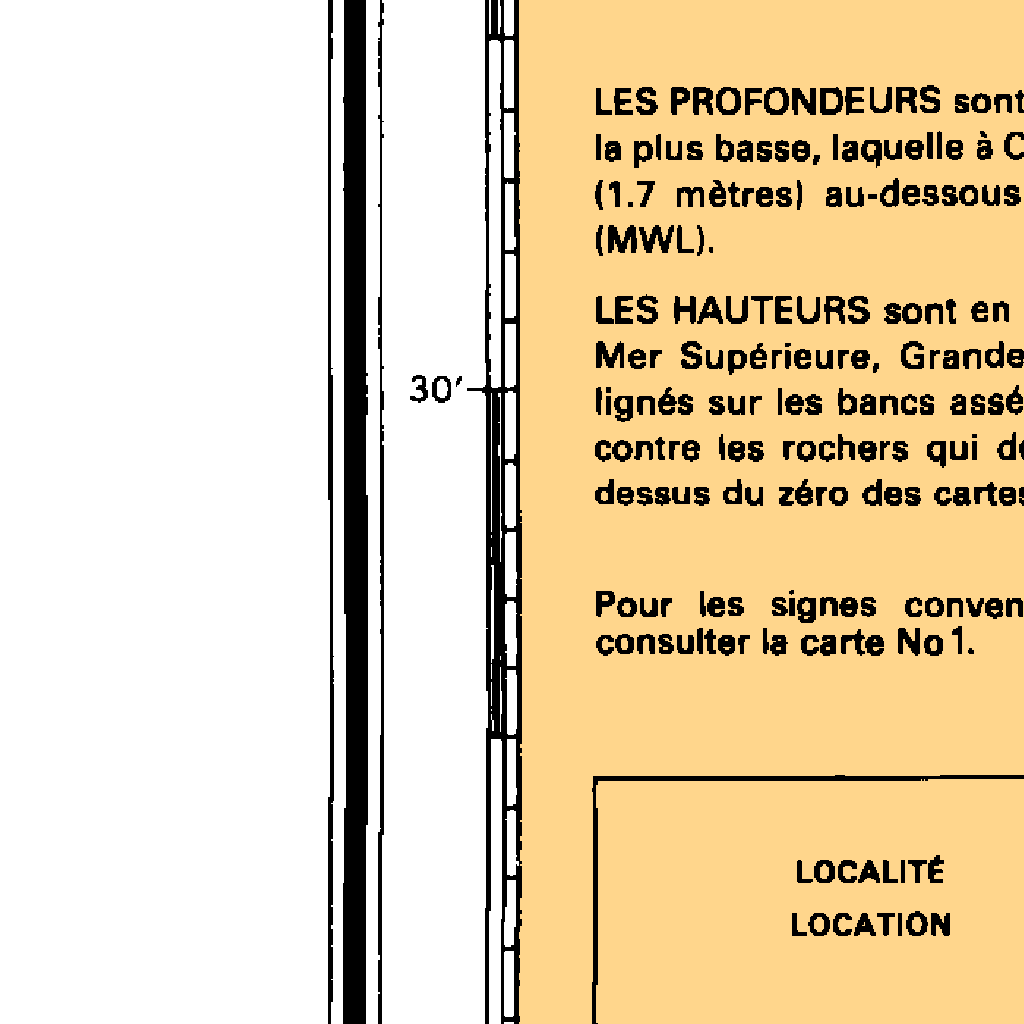 LES PROFONDEURS sont
la plus basse, laquelle à C
(1.7 mètres) au-dessous
(MWL).
LES HAUTEURS sont en
Mer Supérieure, Grande
30′
lignés sur les bancs assé
contre les rochers qui de
dessus du zéro des cartes
Pour les signes conven
consulter la carte No 1.
LOCALITÉ
LOCATION